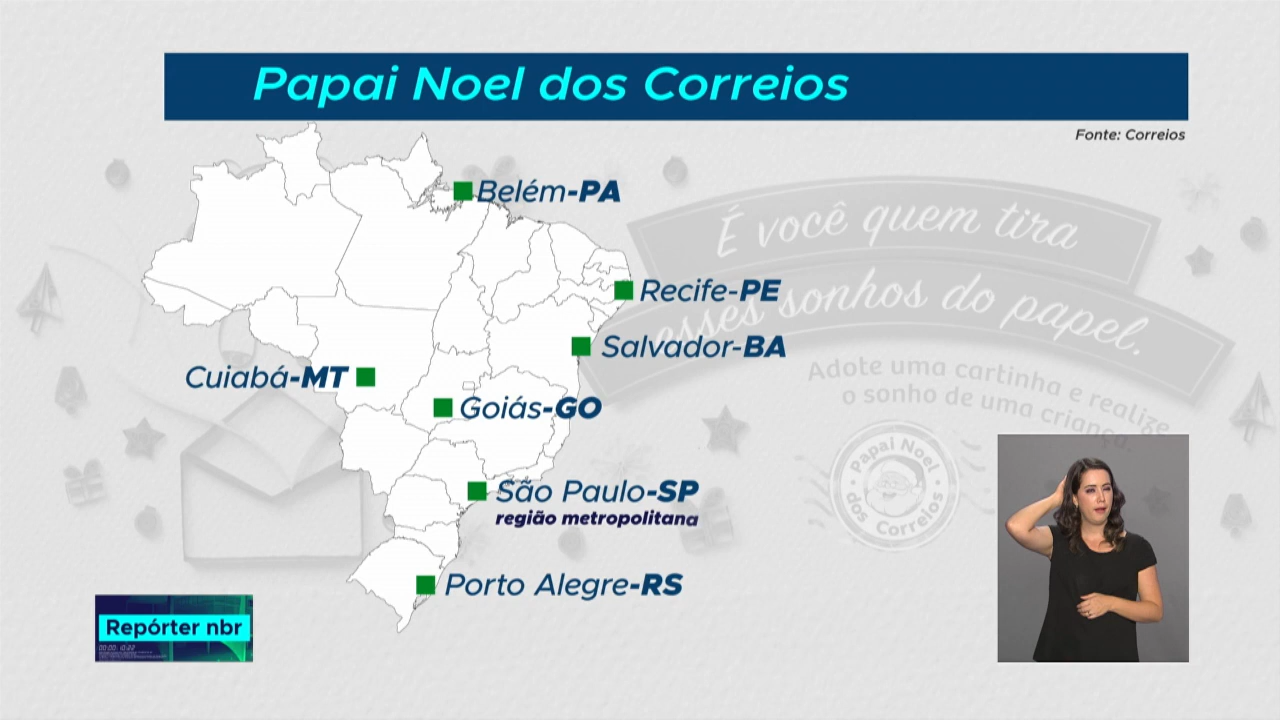 Papai Noel dos Correios
Fonte: Correios
Belém-PA
É você quem tira
Recife-PE
esses sonhos do papel.
Salvador-BA
Adote uma cartinha e realize
o sonho de uma criança...
Cuiabá-MT
Goiás-GO
Papai Noel
dos Correios
São Paulo-SP
região metropolitana
Porto Alegre-RS
Repórter nbr